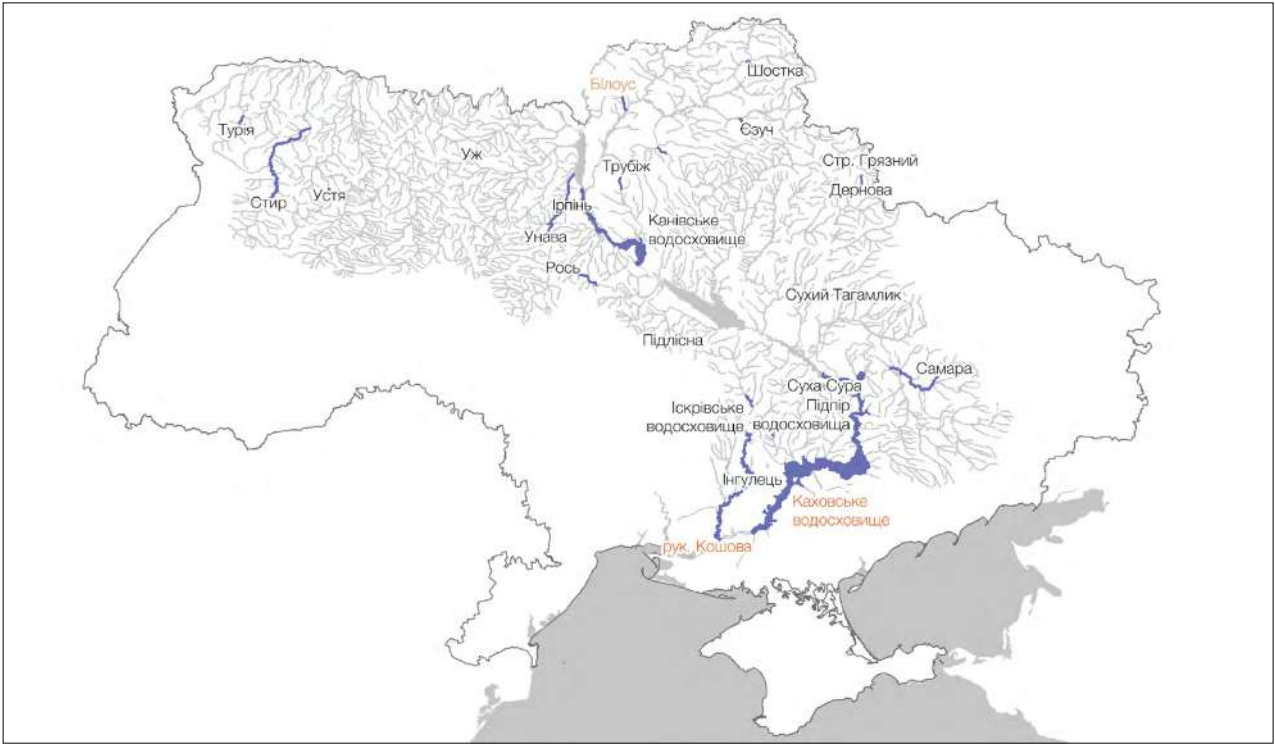 Шостка
Білоус
Турія
Єзуч
Уж
Стр. Грязний
Трубіж
Дернова
Устя
Стир
Ірпінь
Канівське
водосховище
Унава
Рось
Сухий Тагамлик
Підлісна
Самара
Суха Сура
Іскрівське
водосховище
Підпір
водосховища
Інгулець
Каховське
водосховище
рук. Кошова